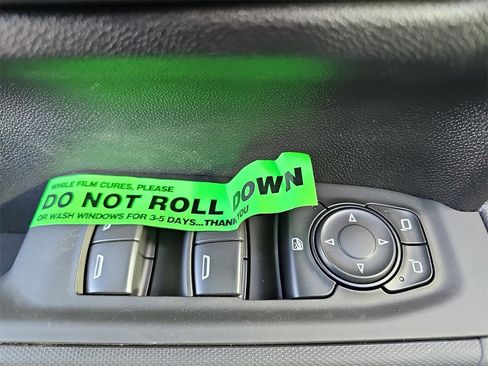 WHILE FILM CURES, PLEASE
DO NOT ROLL DOWN
OR WASH WINDOWS FOR 3-5 DAYS...THANK YOU